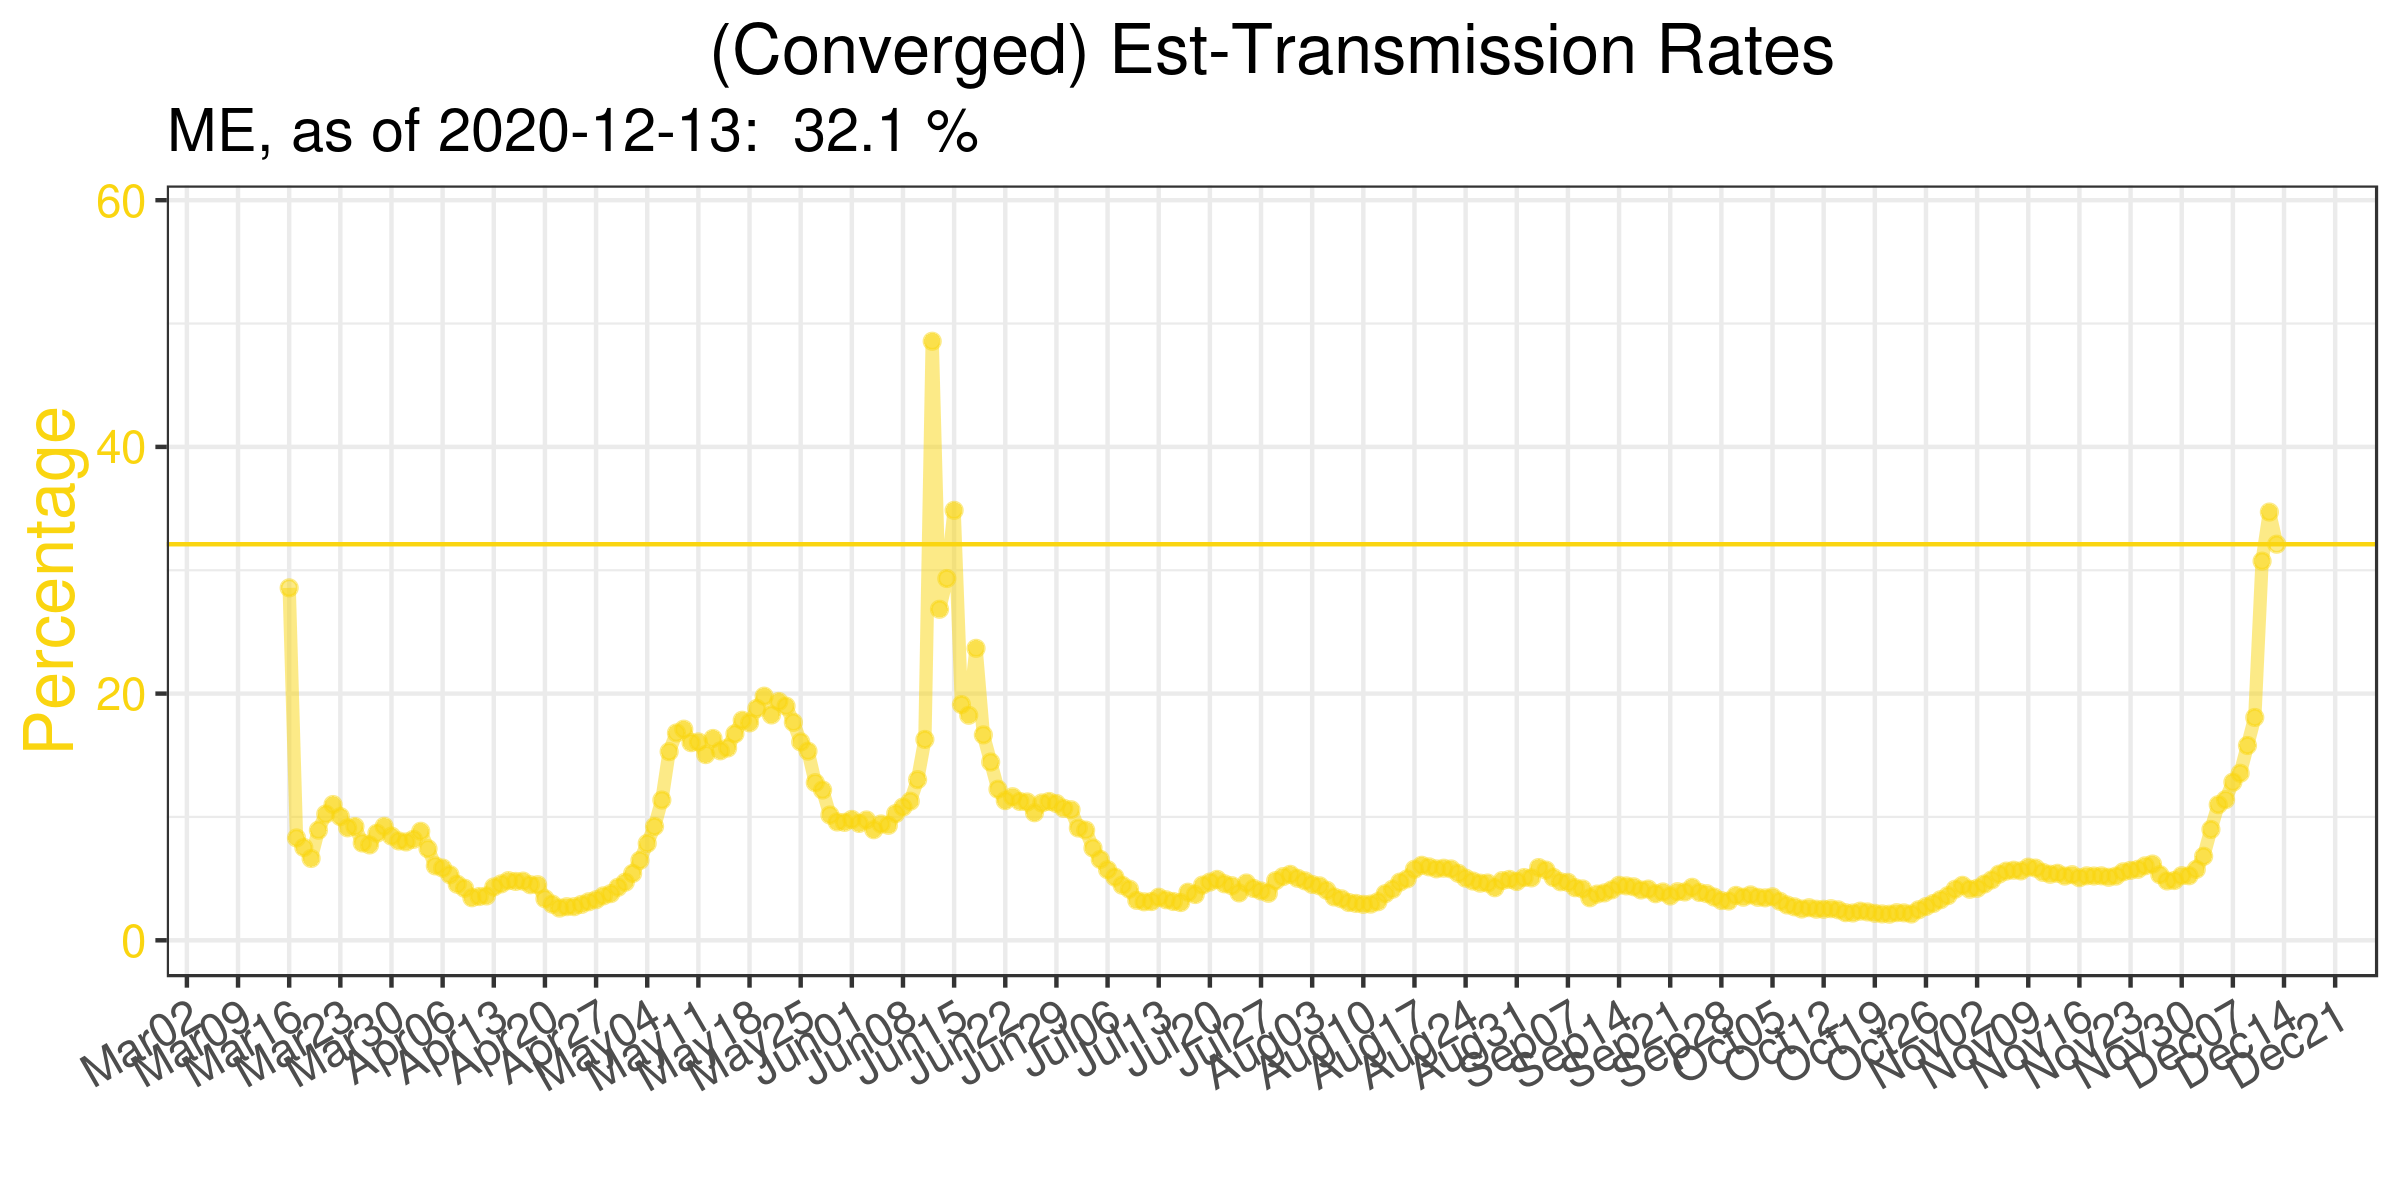 (Converged) Est-Transmission Rates
ME, as of 2020-12-13:  32.1 %
Percentage
60
40
20
0
Mar02
Mar09
Mar16
Mar23
Mar30
Apr06
Apr13
Apr20
Apr27
May04
May11
May18
May25
Jun01
Jun08
Jun15
Jun22
Jun29
Jul06
Jul13
Jul20
Jul27
Aug03
Aug10
Aug17
Aug24
Aug31
Sep07
Sep14
Sep21
Sep28
Oct05
Oct12
Oct19
Oct26
Nov02
Nov09
Nov16
Nov23
Nov30
Dec07
Dec14
Dec21